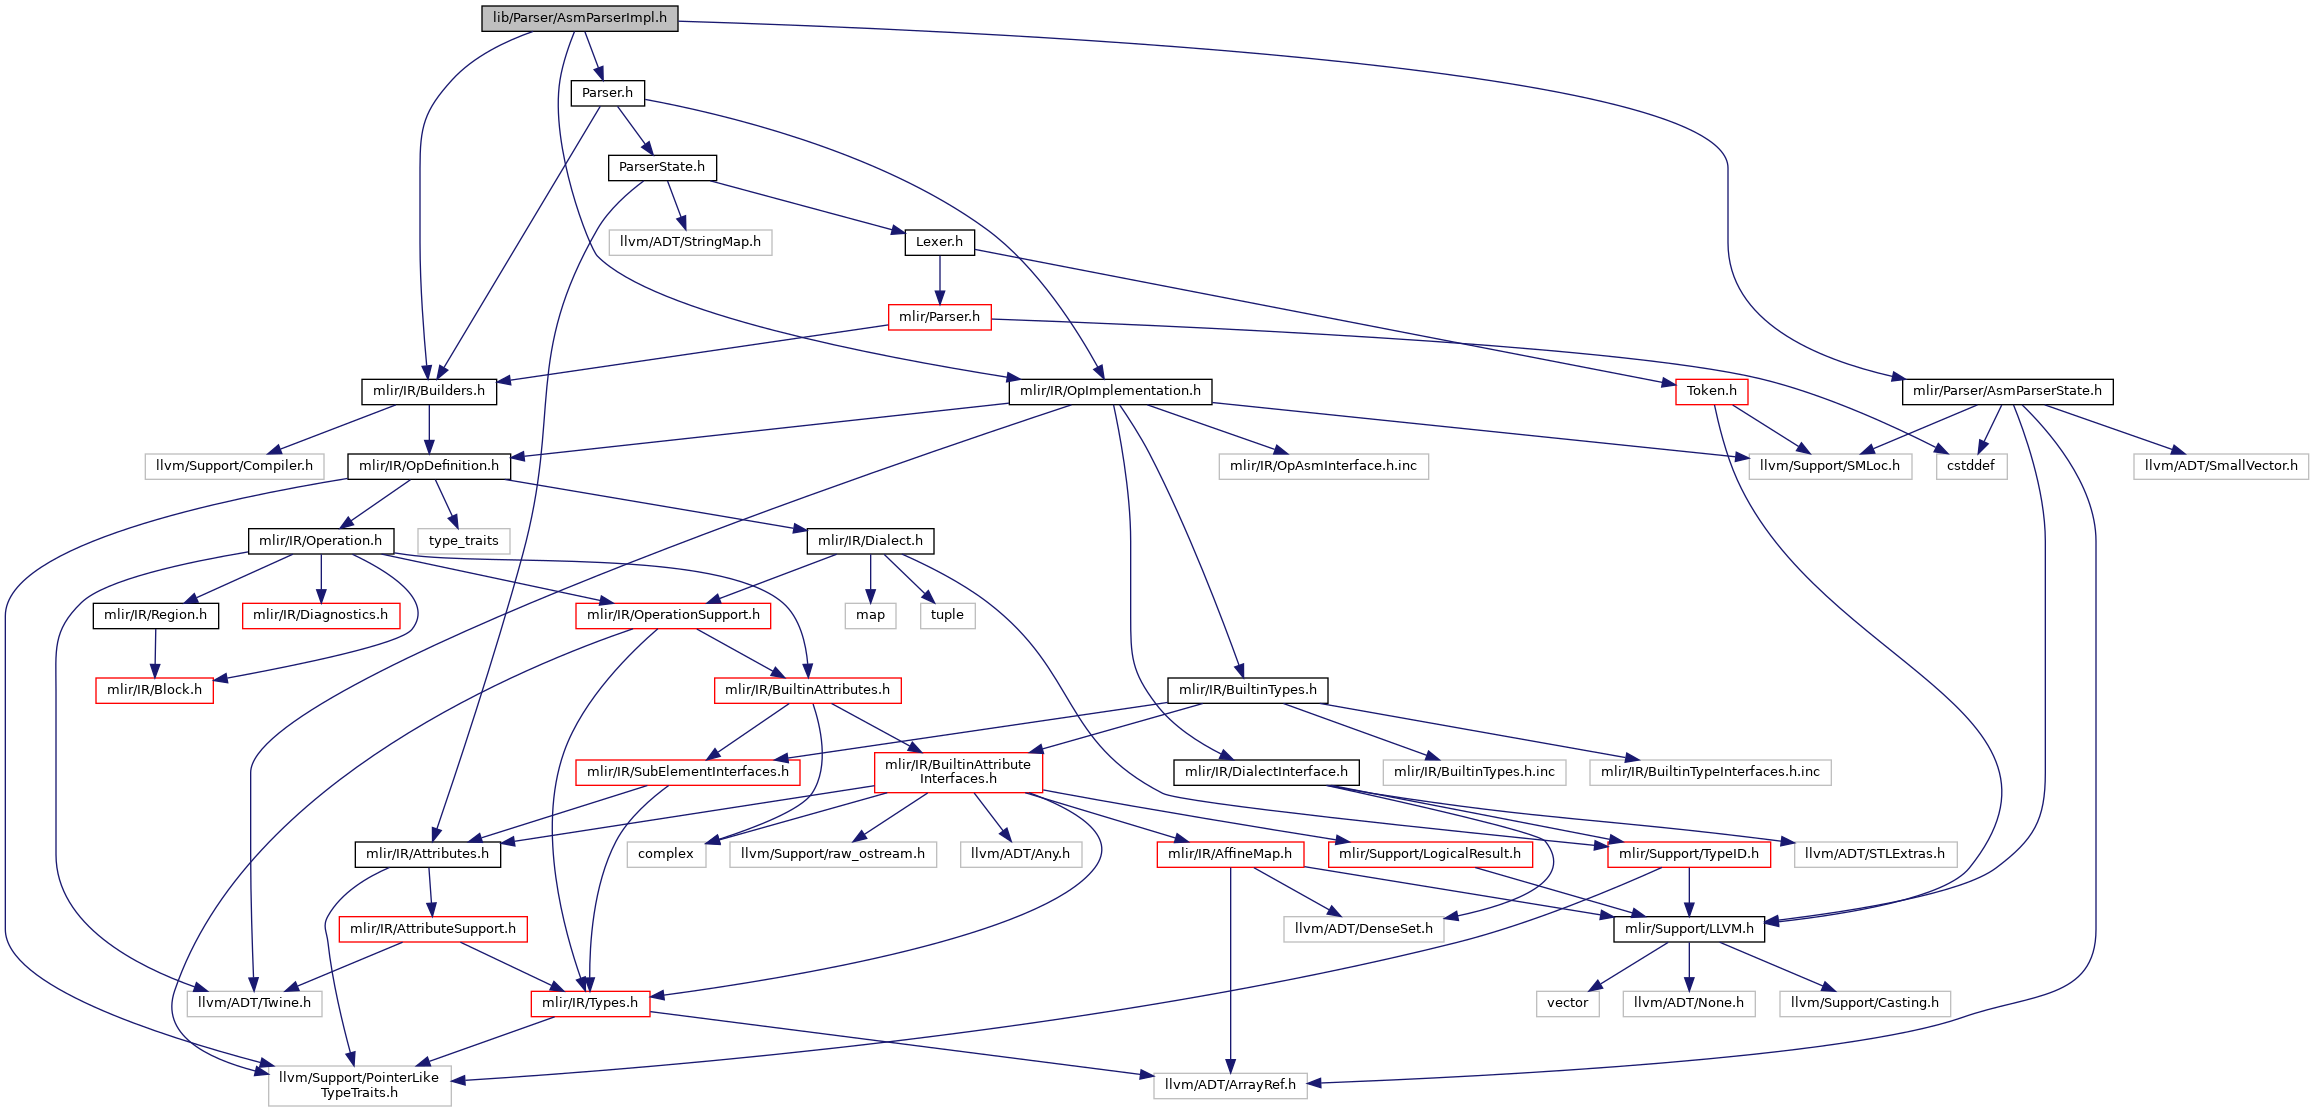 lib/Parser/AsmParserImpl.h
Parser.h
ParserState.h
llvm/ADT/StringMap.h
Lexer.h
mlir/Parser.h
mlir/IR/Builders.h
mlir/IR/OpImplementation.h
Token.h
mlir/Parser/AsmParserState.h
llvm/Support/Compiler.h
mlir/IR/OpDefinition.h
mlir/IR/OpAsmInterface.h.inc
llvm/Support/SMLoc.h
cstddef
llvm/ADT/SmallVector.h
mlir/IR/Operation.h
type_traits
mlir/IR/Dialect.h
mlir/IR/Region.h
mlir/IR/Diagnostics.h
mlir/IR/OperationSupport.h
map
tuple
mlir/IR/Block.h
mlir/IR/BuiltinAttributes.h
mlir/IR/BuiltinTypes.h
mlir/IR/SubElementInterfaces.h
mlir/IR/BuiltinAttribute
Interfaces.h
mlir/IR/DialectInterface.h
mlir/IR/BuiltinTypes.h.inc
mlir/IR/BuiltinTypeInterfaces.h.inc
mlir/IR/Attributes.h
complex
llvm/Support/raw_ostream.h
llvm/ADT/Any.h
mlir/IR/AffineMap.h
mlir/Support/LogicalResult.h
mlir/Support/TypeID.h
llvm/ADT/STLExtras.h
mlir/IR/AttributeSupport.h
llvm/ADT/DenseSet.h
mlir/Support/LLVM.h
llvm/ADT/Twine.h
mlir/IR/Types.h
vector
llvm/ADT/None.h
llvm/Support/Casting.h
llvm/Support/PointerLike
TypeTraits.h
llvm/ADT/ArrayRef.h